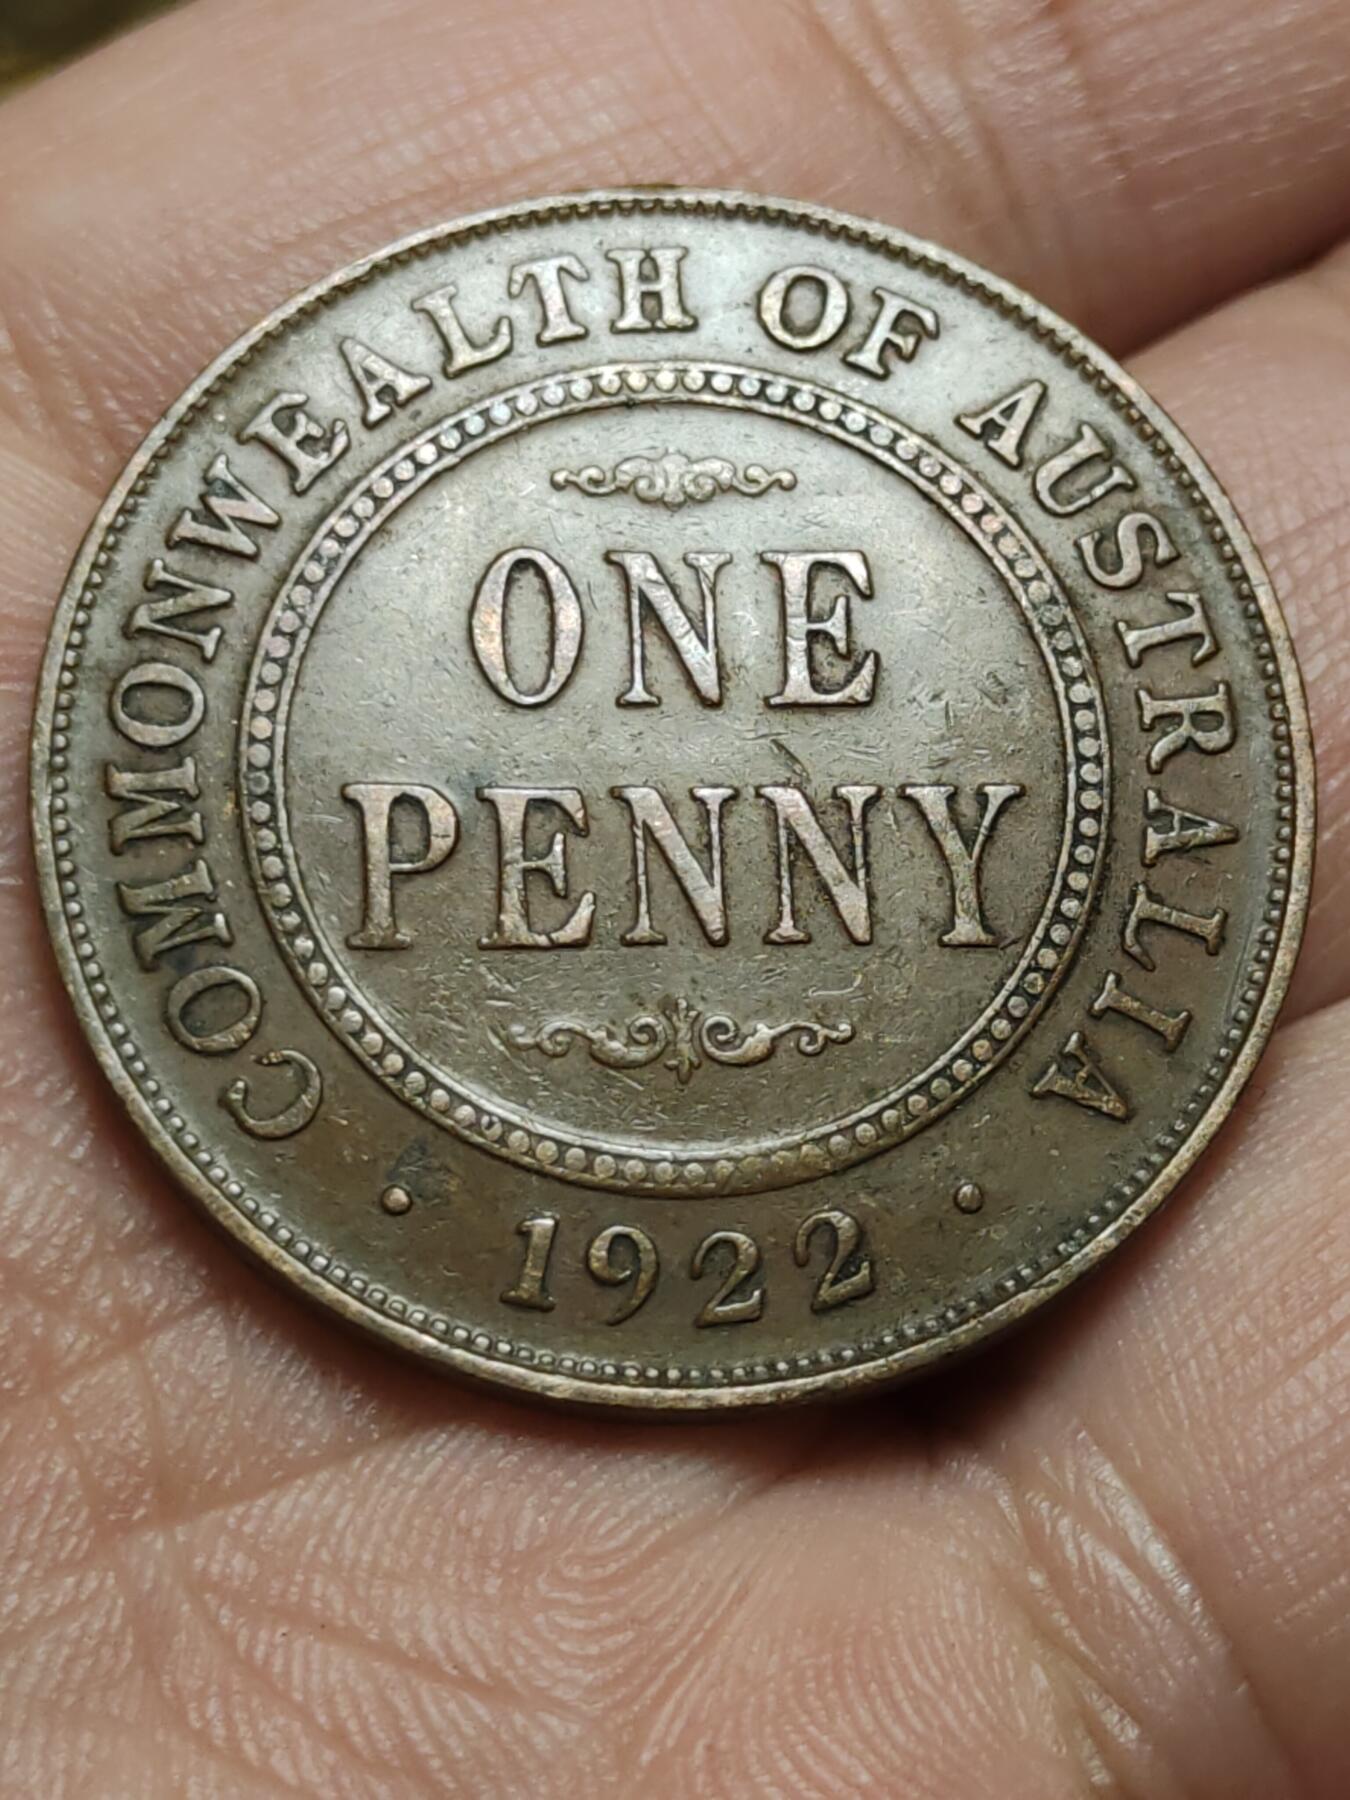 COMMONWEALTH OF AUSTRALIA
ONE
PENNY
· 1922 ·